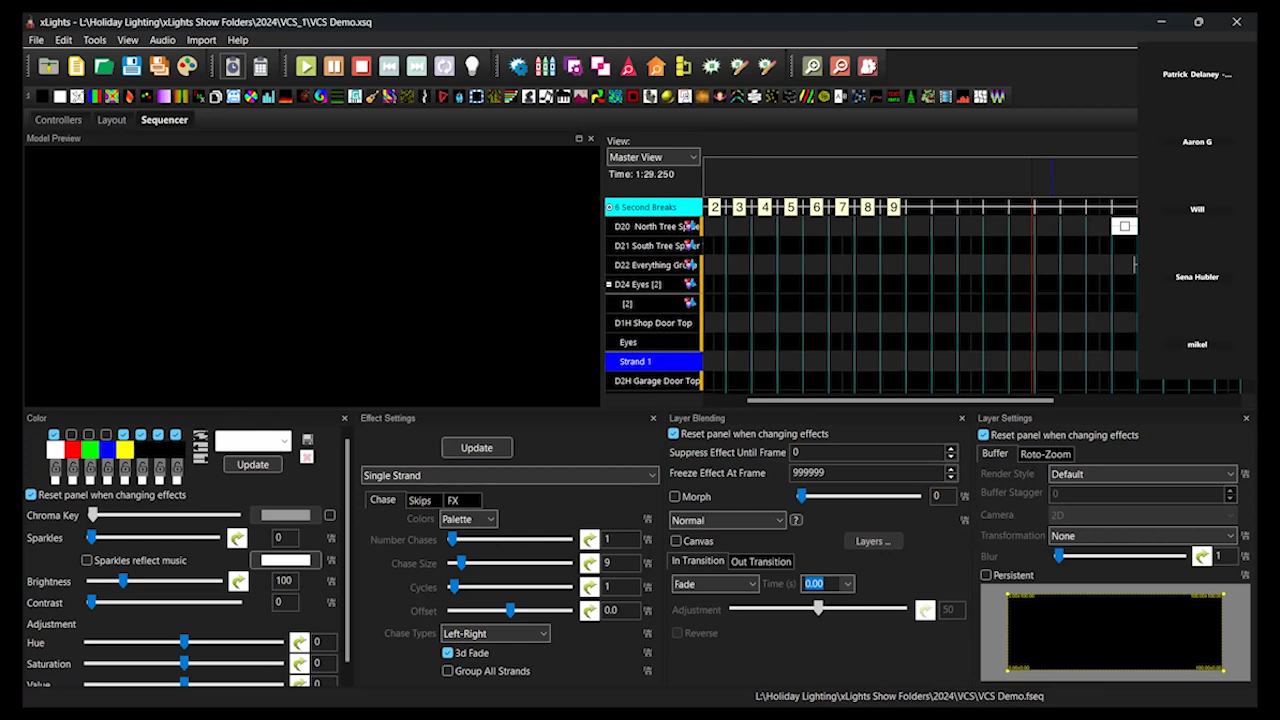 xLights - L:\Holiday Lighting\xLights Show Folders\2024\VCS_1\VCS Demo.xsq
File Edit Tools View Audio Import Help
Patrick Delaney -...
Aaron G
Will
Sena Hubler
mikel
Controllers Layout Sequencer
Model Preview
View:
Master View
Time: 1:29.250
6 Second Breaks 2 3 4 5 6 7 8 9
D20 North Tree
D21 South Tree
D22 Everything
D24 Eyes [2]
[2]
D1H Shop Door Top
Eyes
Strand 1
D2H Garage Door Top
Color
Update
Reset panel when changing effects
Chroma Key
Sparkles 0
Sparkles reflect music
Brightness 100
Contrast 0
Adjustment
Hue 0
Saturation 0
Value
Effect Settings
Update
Single Strand
Chase Skips FX
Colors Palette
Number Chases 1
Chase Size 9
Cycles 1
Offset 0.0
Chase Types Left-Right
3d Fade
Group All Strands
Layer Blending
Reset panel when changing effects
Suppress Effect Until Frame 0
Freeze Effect At Frame 999999
Morph 0
Normal ?
Canvas Layers ...
In Transition Out Transition
Fade Time (s) 0.00
Adjustment 50
Reverse
Layer Settings
Reset panel when changing effects
Buffer Roto-Zoom
Render Style Default
Buffer Stagger 0
Camera 2D
Transformation None
Blur 1
Persistent
L:\Holiday Lighting\xLights Show Folders\2024\VCS\VCS Demo.fseq